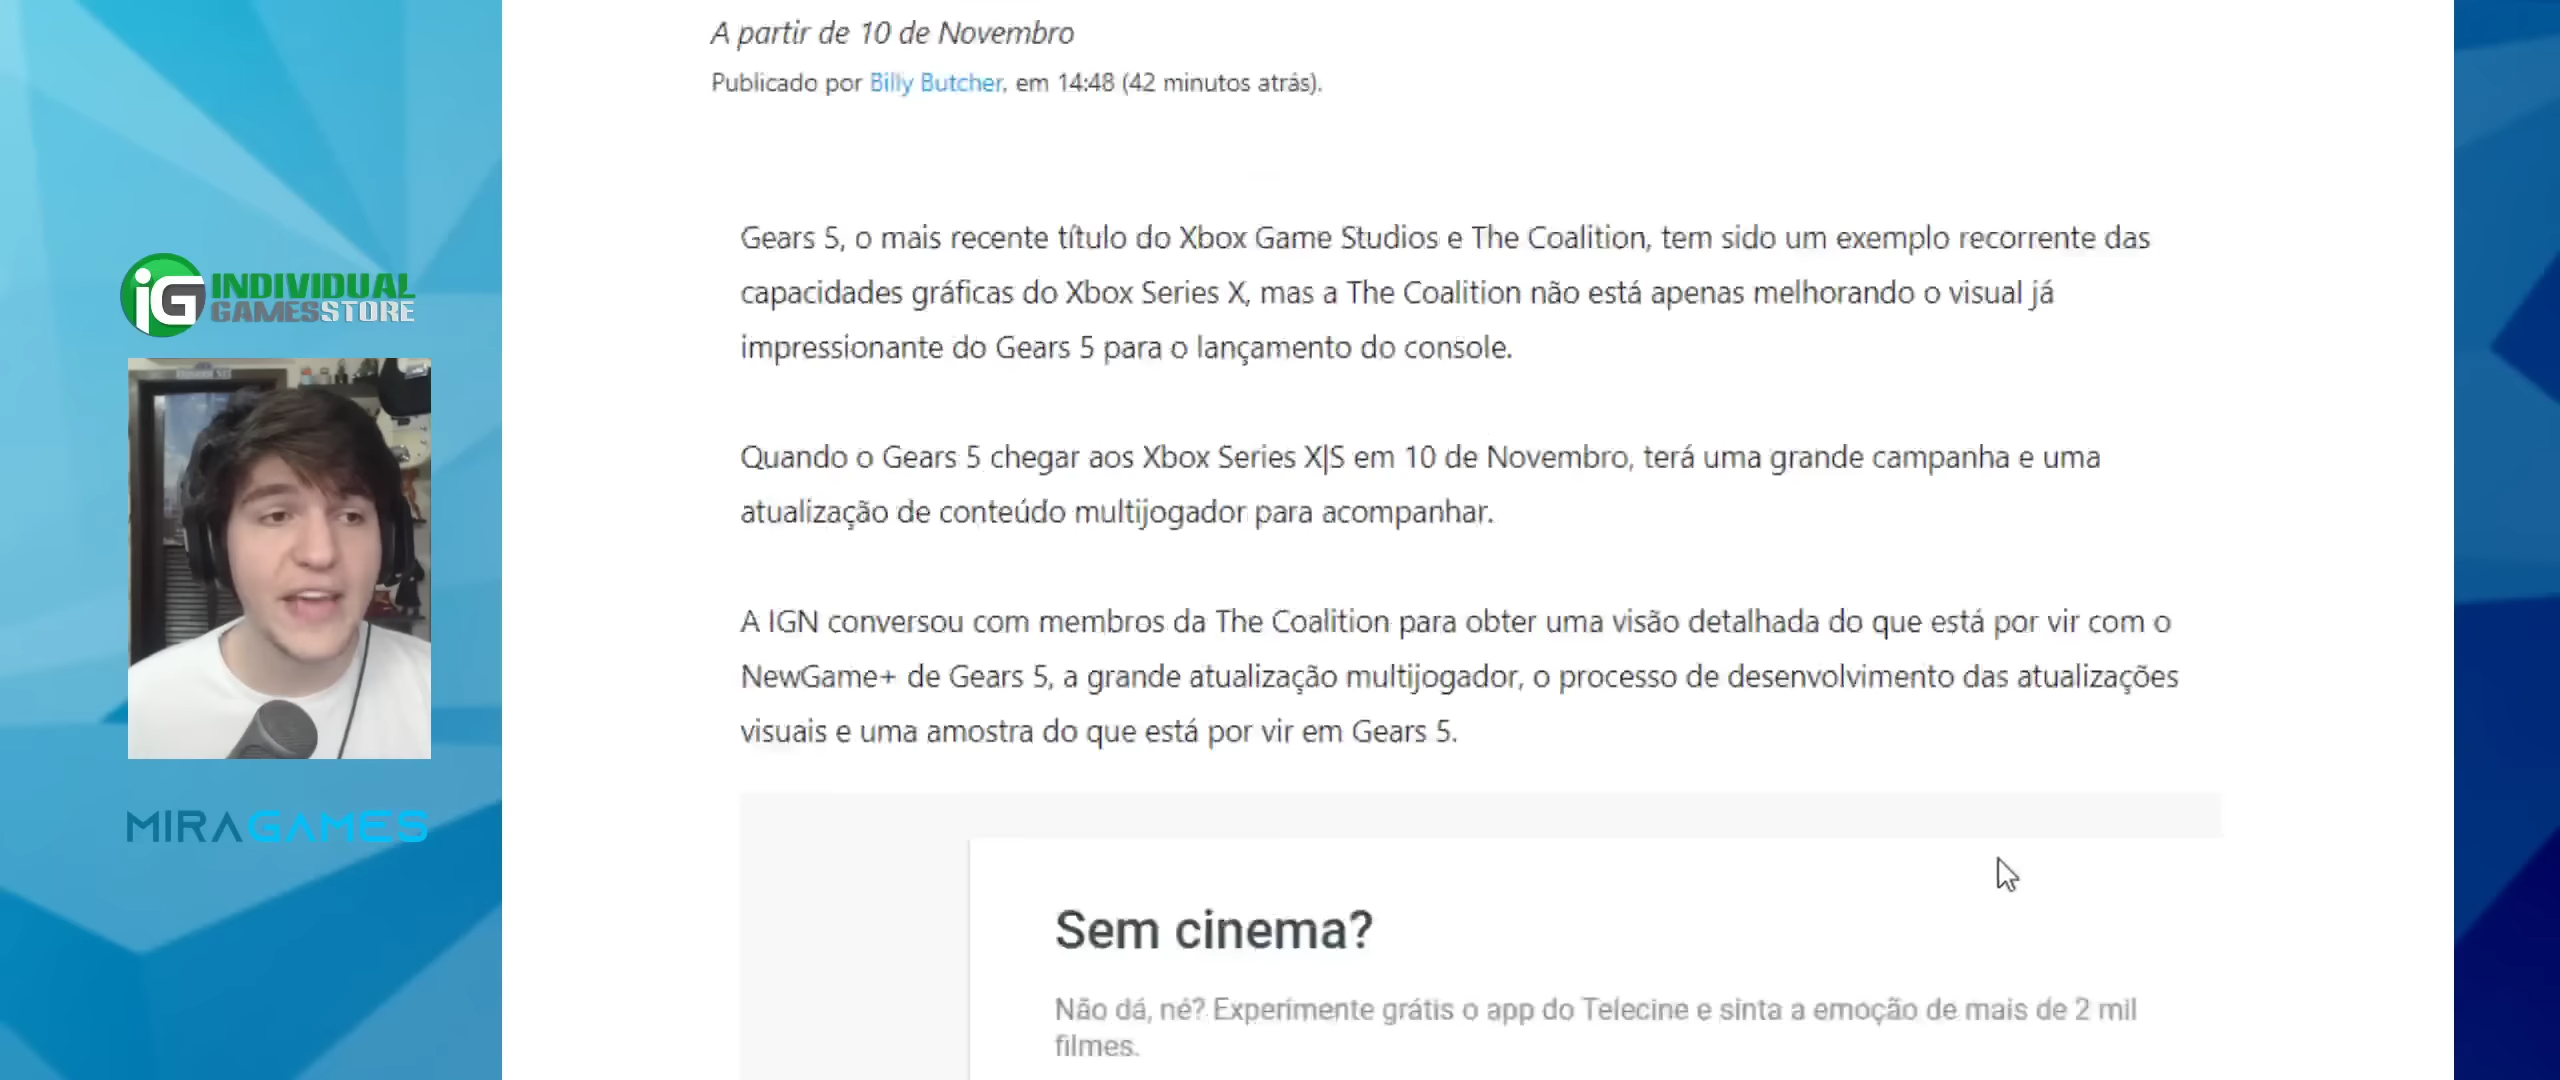 A partir de 10 de Novembro
Publicado por Billy Butcher, em 14:48 (42 minutos atrás).
Gears 5, o mais recente título do Xbox Game Studios e The Coalition, tem sido um exemplo recorrente das
capacidades gráficas do Xbox Series X, mas a The Coalition não está apenas melhorando o visual já
impressionante do Gears 5 para o lançamento do console.
Quando o Gears 5 chegar aos Xbox Series X|S em 10 de Novembro, terá uma grande campanha e uma
atualização de conteúdo multijogador para acompanhar.
A IGN conversou com membros da The Coalition para obter uma visão detalhada do que está por vir com o
NewGame+ de Gears 5, a grande atualização multijogador, o processo de desenvolvimento das atualizações
visuais e uma amostra do que está por vir em Gears 5.
Sem cinema?
Não dá, né? Experimente grátis o app do Telecine e sinta a emoção de mais de 2 mil
filmes.
iG INDIVIDUAL
GAMESSTORE
MIRAGAMES